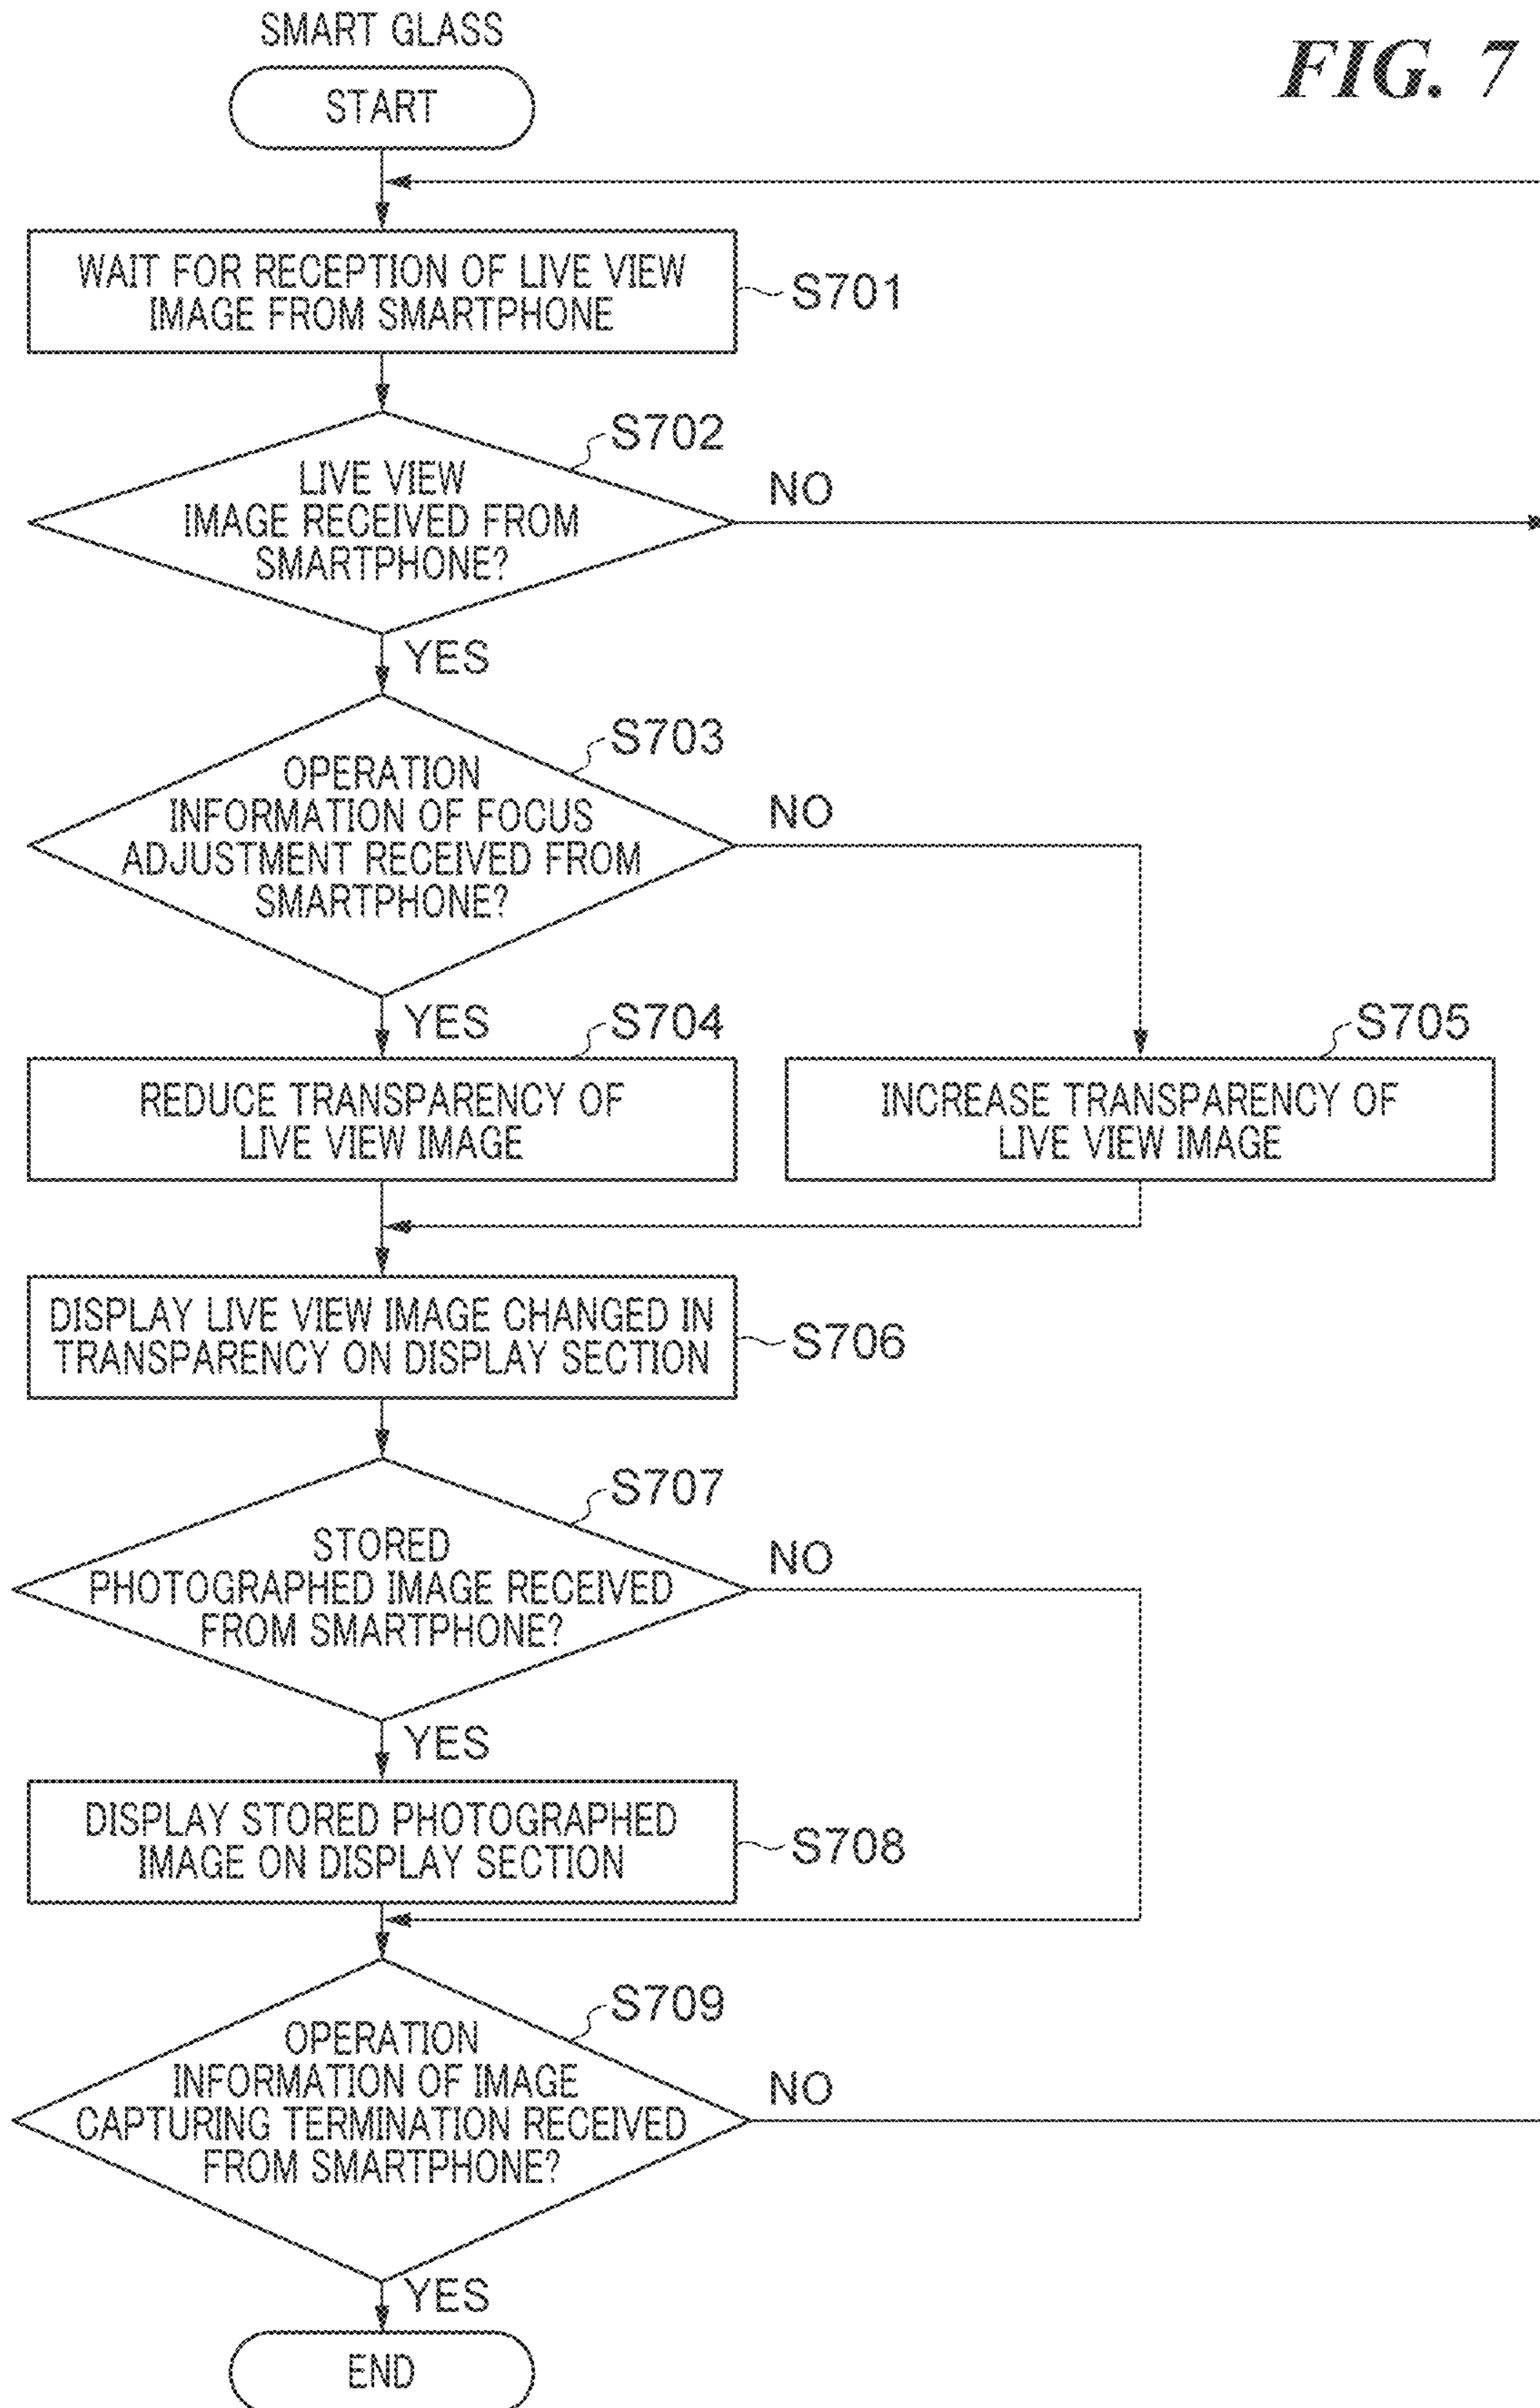 SMART GLASS
FIG. 7
START
WAIT FOR RECEPTION OF LIVE VIEW
IMAGE FROM SMARTPHONE
S701
S702
LIVE VIEW
IMAGE RECEIVED FROM
SMARTPHONE?
NO
YES
S703
OPERATION
INFORMATION OF FOCUS
ADJUSTMENT RECEIVED FROM
SMARTPHONE?
NO
YES
S704
REDUCE TRANSPARENCY OF
LIVE VIEW IMAGE
S705
INCREASE TRANSPARENCY OF
LIVE VIEW IMAGE
DISPLAY LIVE VIEW IMAGE CHANGED IN
TRANSPARENCY ON DISPLAY SECTION
S706
S707
STORED
PHOTOGRAPHED IMAGE RECEIVED
FROM SMARTPHONE?
NO
YES
DISPLAY STORED PHOTOGRAPHED
IMAGE ON DISPLAY SECTION
S708
S709
OPERATION
INFORMATION OF IMAGE
CAPTURING TERMINATION RECEIVED
FROM SMARTPHONE?
NO
YES
END